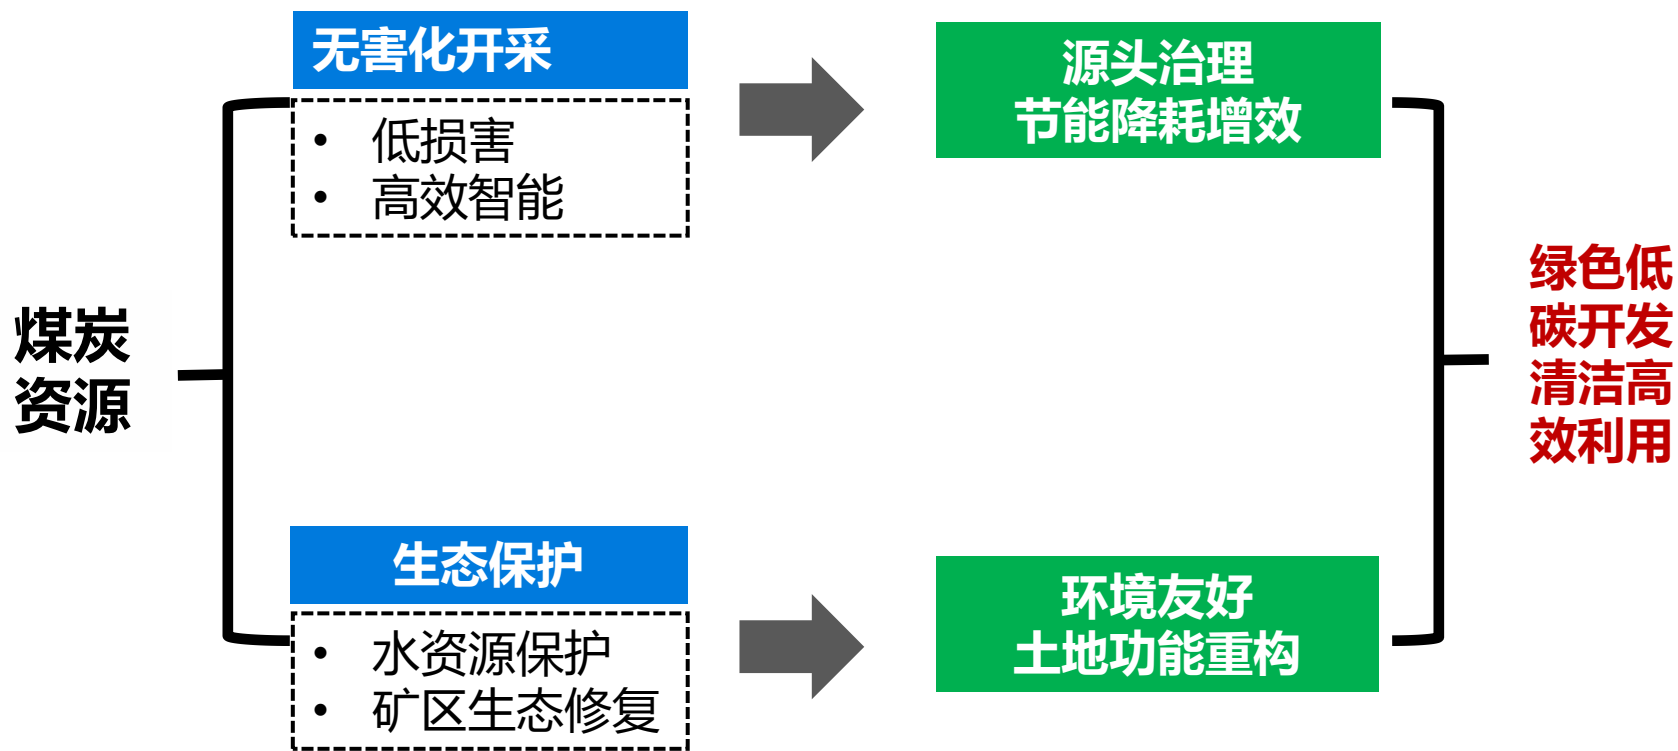 煤炭
资源
无害化开采
• 低损害
• 高效智能
源头治理
节能降耗增效
生态保护
• 水资源保护
• 矿区生态修复
环境友好
土地功能重构
绿色低
碳开发
清洁高
效利用